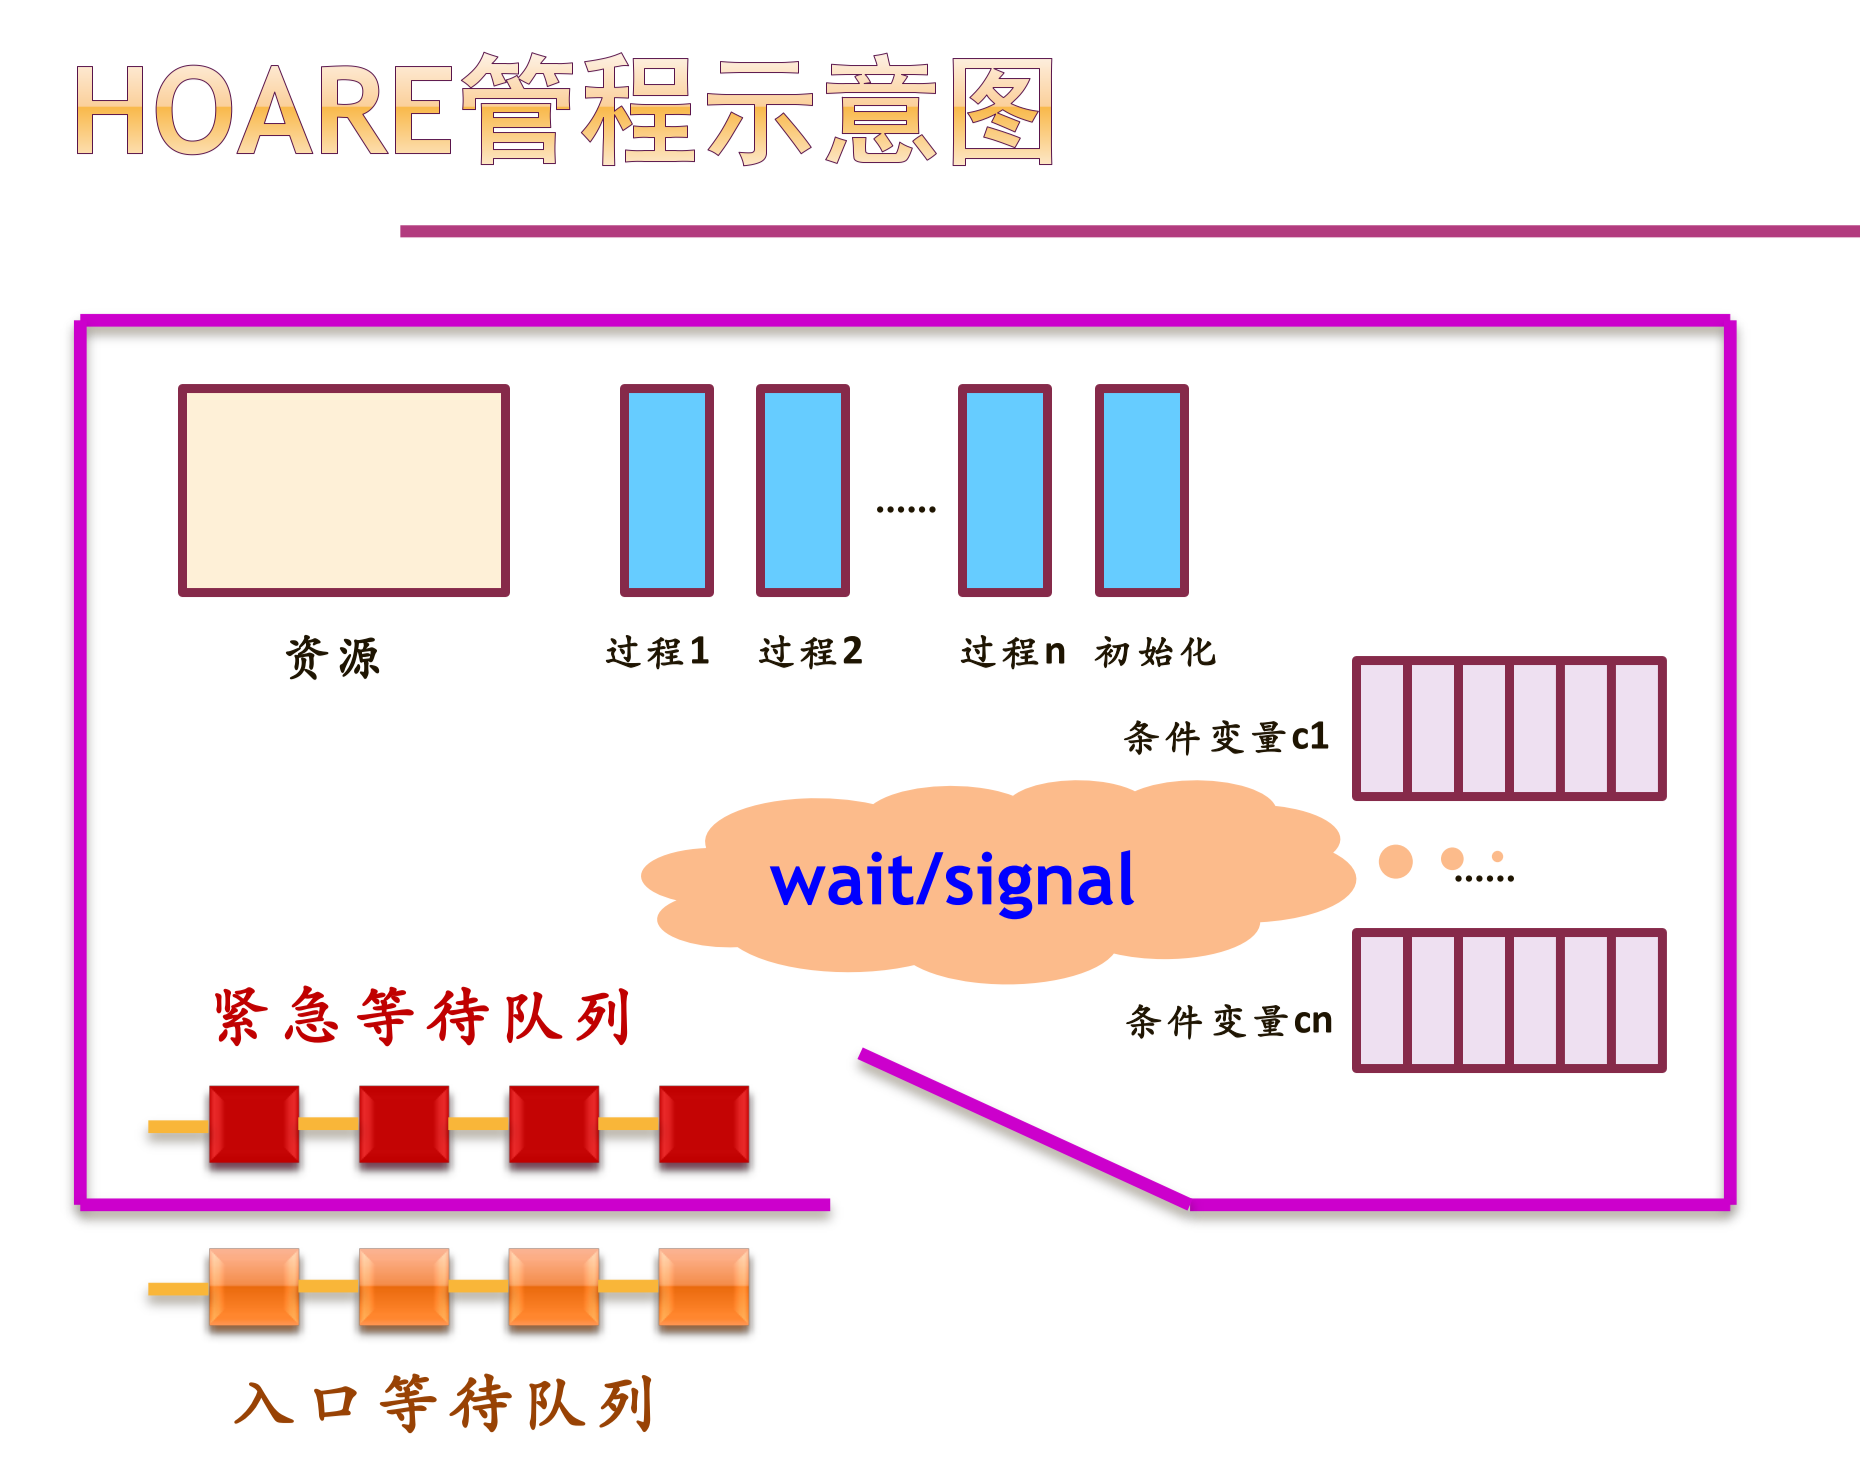 HOARE管程示意图
资源
过程1
过程2
......
过程n
初始化
条件变量c1
wait/signal
......
条件变量cn
紧急等待队列
入口等待队列